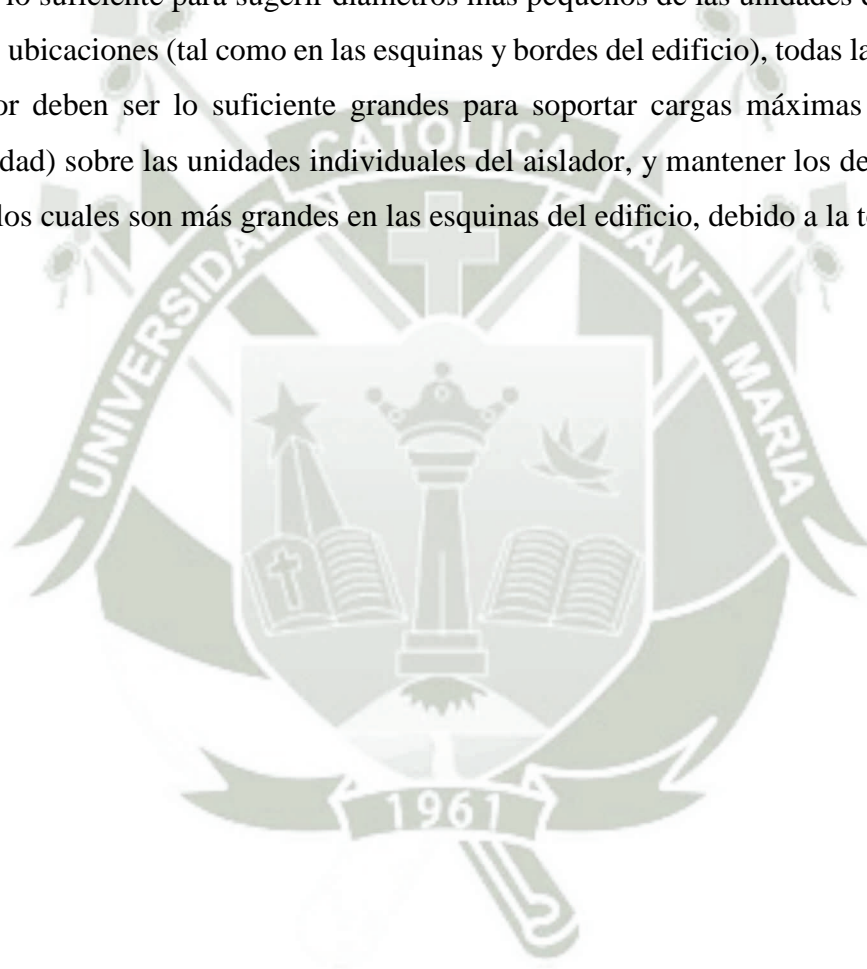 lo suficiente para sugerir diámetros más pequeños de las unidades
ubicaciones (tal como en las esquinas y bordes del edificio), todas la
or deben ser lo suficiente grandes para soportar cargas máximas
dad) sobre las unidades individuales del aislador, y mantener los de
los cuales son más grandes en las esquinas del edificio, debido a la t
UNIVERSIDAD CATOLICA SANTA MARIA
1961